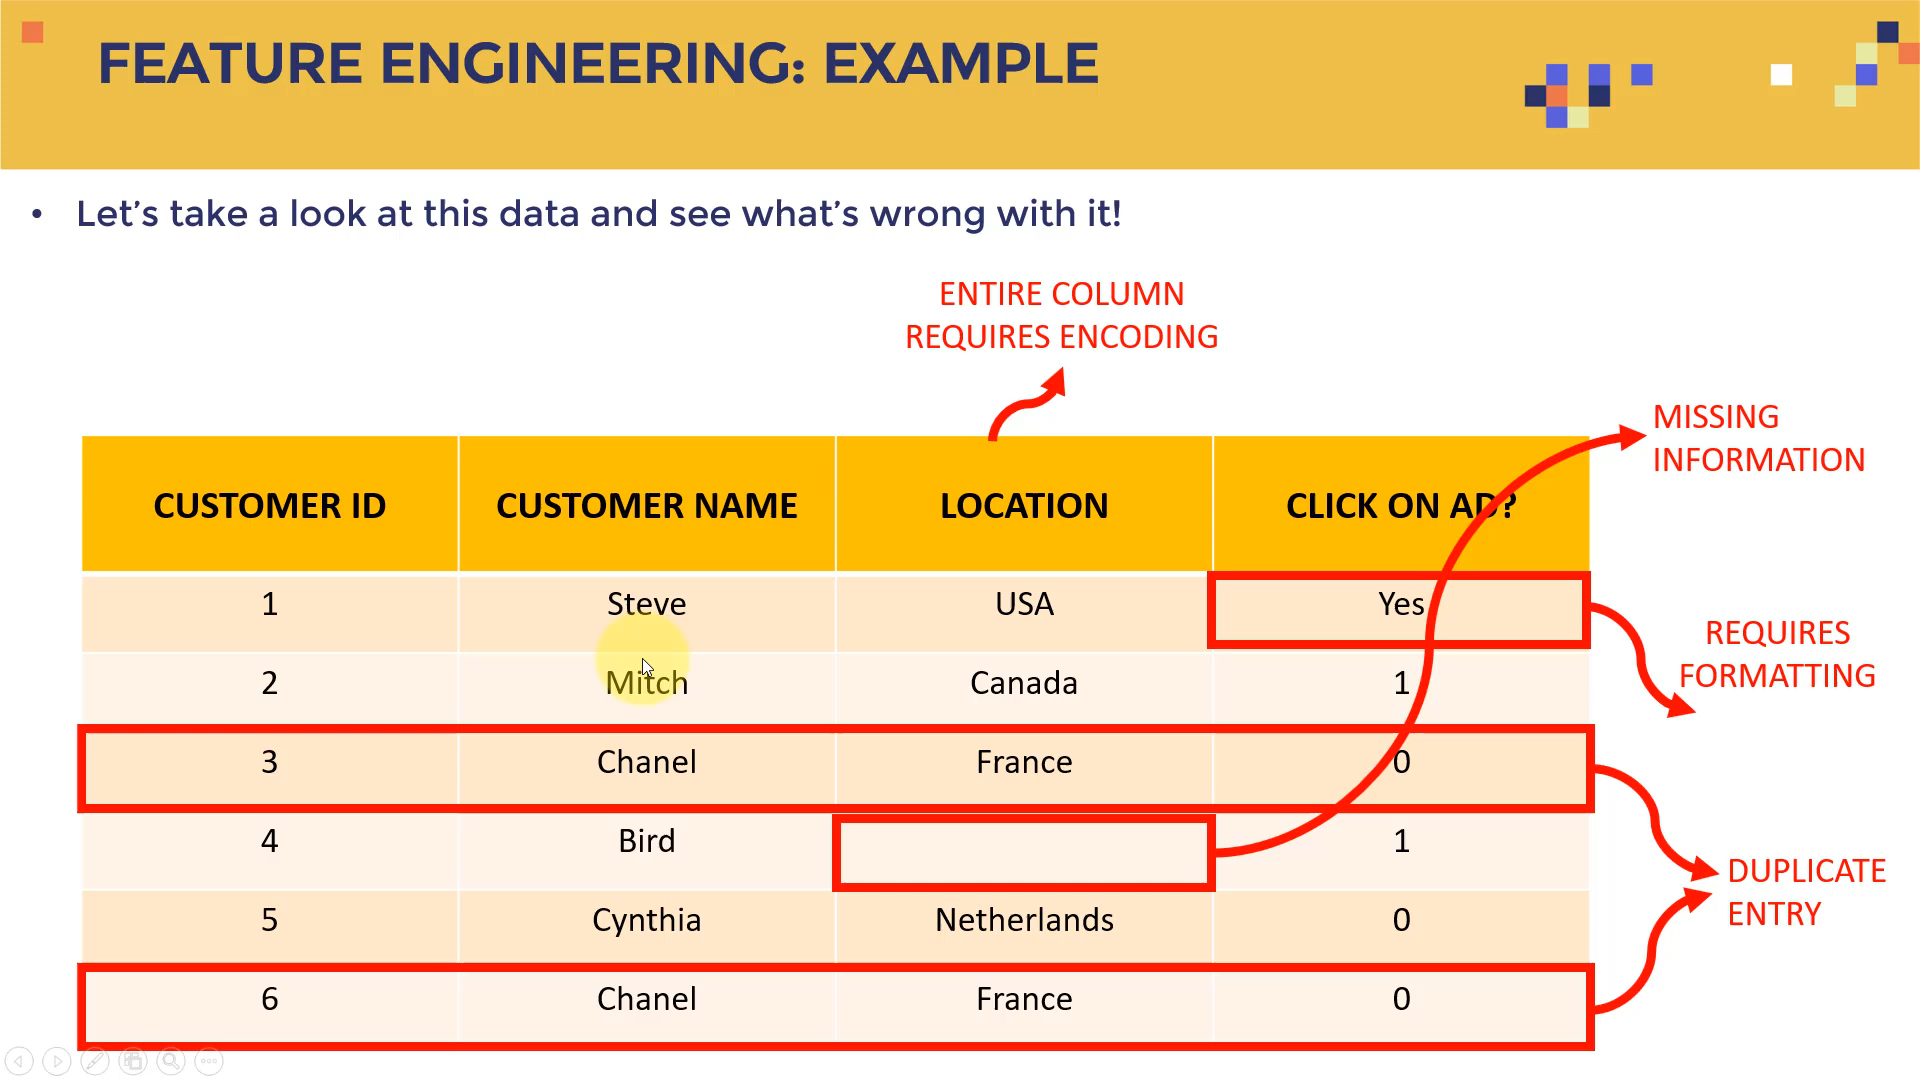 FEATURE ENGINEERING: EXAMPLE
• Let's take a look at this data and see what's wrong with it!
ENTIRE COLUMN
REQUIRES ENCODING
MISSING
INFORMATION
CUSTOMER ID CUSTOMER NAME LOCATION CLICK ON AD?
1 Steve USA Yes
REQUIRES
FORMATTING
2 Mitch Canada 1
3 Chanel France 0
4 Bird 1
DUPLICATE
ENTRY
5 Cynthia Netherlands 0
6 Chanel France 0